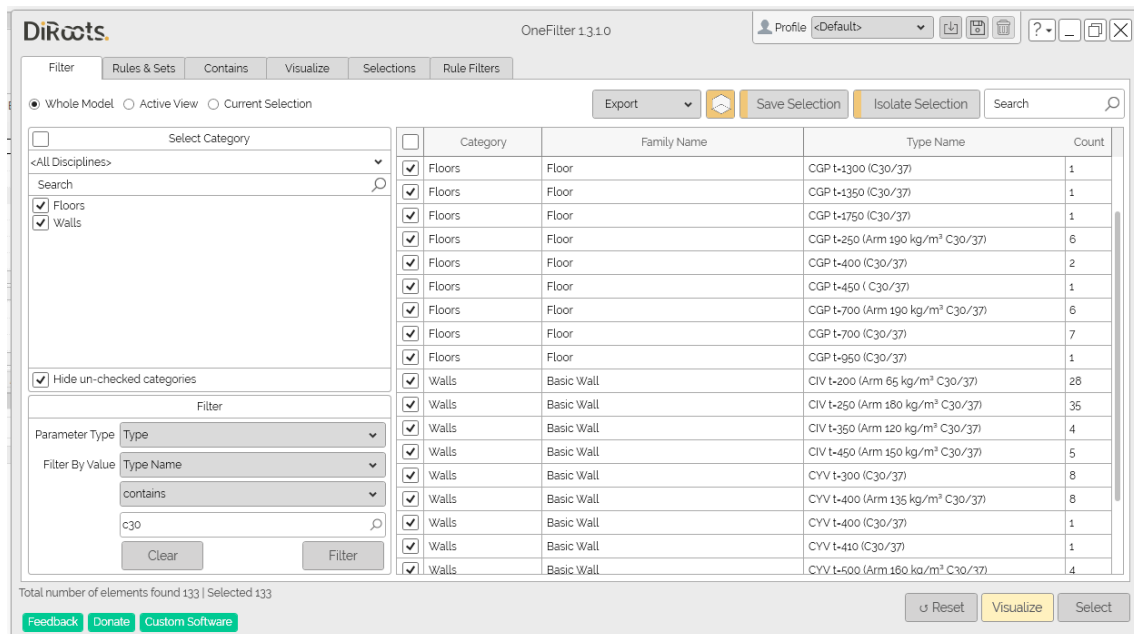 DiRoots.
OneFilter 1.3.1.0
Profile <Default>
?
Filter Rules & Sets Contains Visualize Selections Rule Filters
Whole Model Active View Current Selection
Export Save Selection Isolate Selection Search
Select Category
<All Disciplines>
Search
Floors
Walls
Hide un-checked categories
Filter
Parameter Type Type
Filter By Value Type Name
contains
c30
Clear Filter
Category Family Name Type Name Count
Floors Floor CGP t=1300 (C30/37) 1
Floors Floor CGP t=1350 (C30/37) 1
Floors Floor CGP t=1750 (C30/37) 1
Floors Floor CGP t=250 (Arm 190 kg/m³ C30/37) 6
Floors Floor CGP t=400 (C30/37) 2
Floors Floor CGP t=450 ( C30/37) 1
Floors Floor CGP t=700 (Arm 190 kg/m³ C30/37) 6
Floors Floor CGP t=700 (C30/37) 7
Floors Floor CGP t=950 (C30/37) 1
Walls Basic Wall CIV t=200 (Arm 65 kg/m³ C30/37) 28
Walls Basic Wall CIV t=250 (Arm 180 kg/m³ C30/37) 35
Walls Basic Wall CIV t=350 (Arm 120 kg/m³ C30/37) 4
Walls Basic Wall CIV t=450 (Arm 150 kg/m³ C30/37) 5
Walls Basic Wall CYV t=300 (C30/37) 8
Walls Basic Wall CYV t=400 (Arm 135 kg/m³ C30/37) 8
Walls Basic Wall CYV t=400 (C30/37) 1
Walls Basic Wall CYV t=410 (C30/37) 1
Walls Basic Wall CYV t=500 (Arm 160 kg/m³ C30/37) 4
Total number of elements found 133 | Selected 133
Reset Visualize Select
Feedback Donate Custom Software